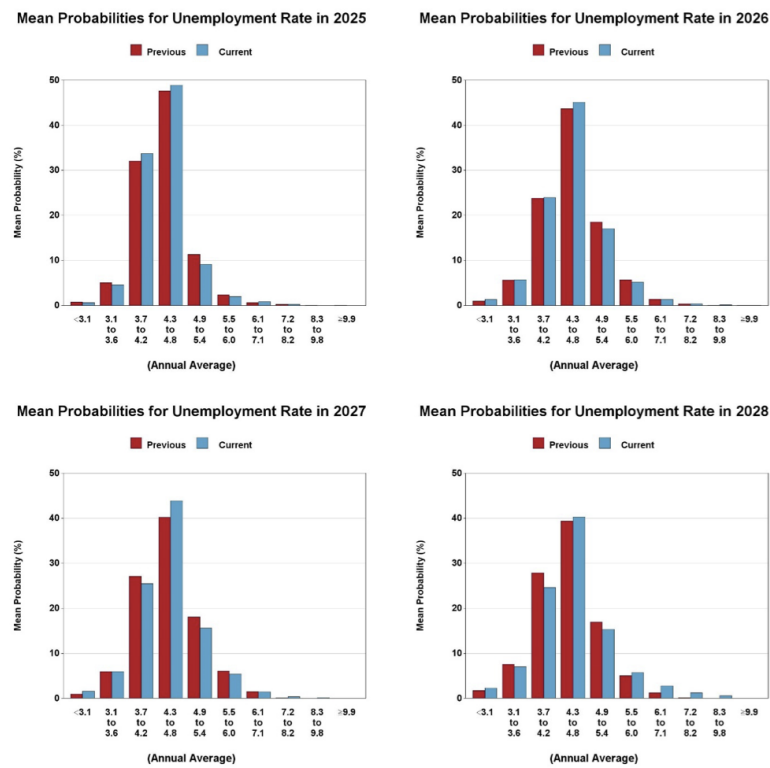 Mean Probabilities for Unemployment Rate in 2025
Previous Current
Mean Probability (%)
50
40
30
20
10
0
<3.1 3.1 3.7 4.3 4.9 5.5 6.1 7.2 8.3 ≥9.9
to to to to to to to to
3.6 4.2 4.8 5.4 6.0 7.1 8.2 9.8
(Annual Average)
Mean Probabilities for Unemployment Rate in 2026
Previous Current
Mean Probability (%)
50
40
30
20
10
0
<3.1 3.1 3.7 4.3 4.9 5.5 6.1 7.2 8.3 ≥9.9
to to to to to to to to
3.6 4.2 4.8 5.4 6.0 7.1 8.2 9.8
(Annual Average)
Mean Probabilities for Unemployment Rate in 2027
Previous Current
Mean Probability (%)
50
40
30
20
10
0
<3.1 3.1 3.7 4.3 4.9 5.5 6.1 7.2 8.3 ≥9.9
to to to to to to to to
3.6 4.2 4.8 5.4 6.0 7.1 8.2 9.8
(Annual Average)
Mean Probabilities for Unemployment Rate in 2028
Previous Current
Mean Probability (%)
50
40
30
20
10
0
<3.1 3.1 3.7 4.3 4.9 5.5 6.1 7.2 8.3 ≥9.9
to to to to to to to to
3.6 4.2 4.8 5.4 6.0 7.1 8.2 9.8
(Annual Average)